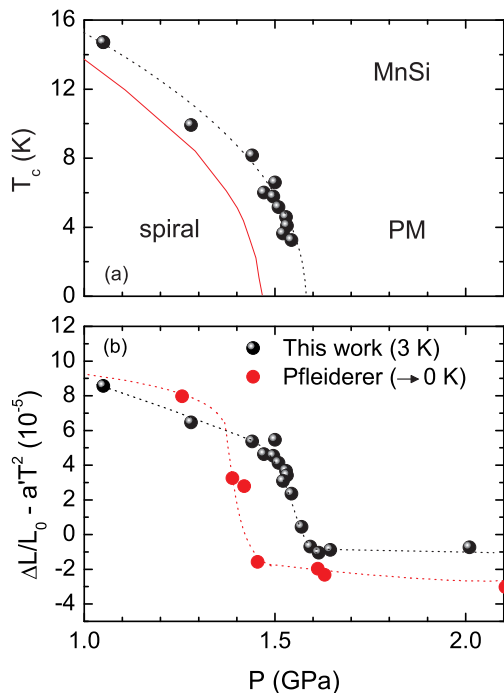 16
MnSi
12
T_c (K)
8
4
spiral
PM
(a)
0
12
(b)
This work (3 K)
10
Pfleiderer (→ 0 K)
8
6
4
2
0
-2
-4
ΔL/L_0 - a'T^2 (10^-5)
1.0
1.5
2.0
P (GPa)